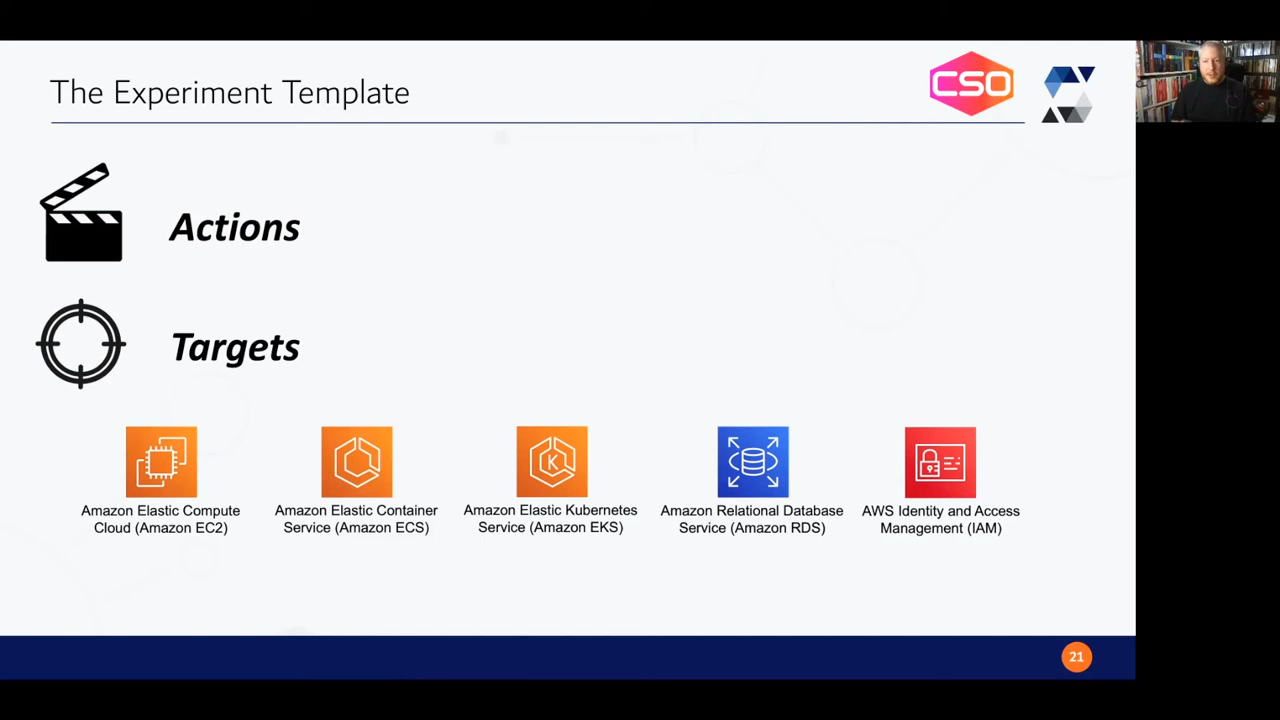 The Experiment Template
CSO
Actions
Targets
K
Amazon Elastic Compute
Cloud (Amazon EC2)
Amazon Elastic Container
Service (Amazon ECS)
Amazon Elastic Kubernetes
Service (Amazon EKS)
Amazon Relational Database
Service (Amazon RDS)
AWS Identity and Access
Management (IAM)
21